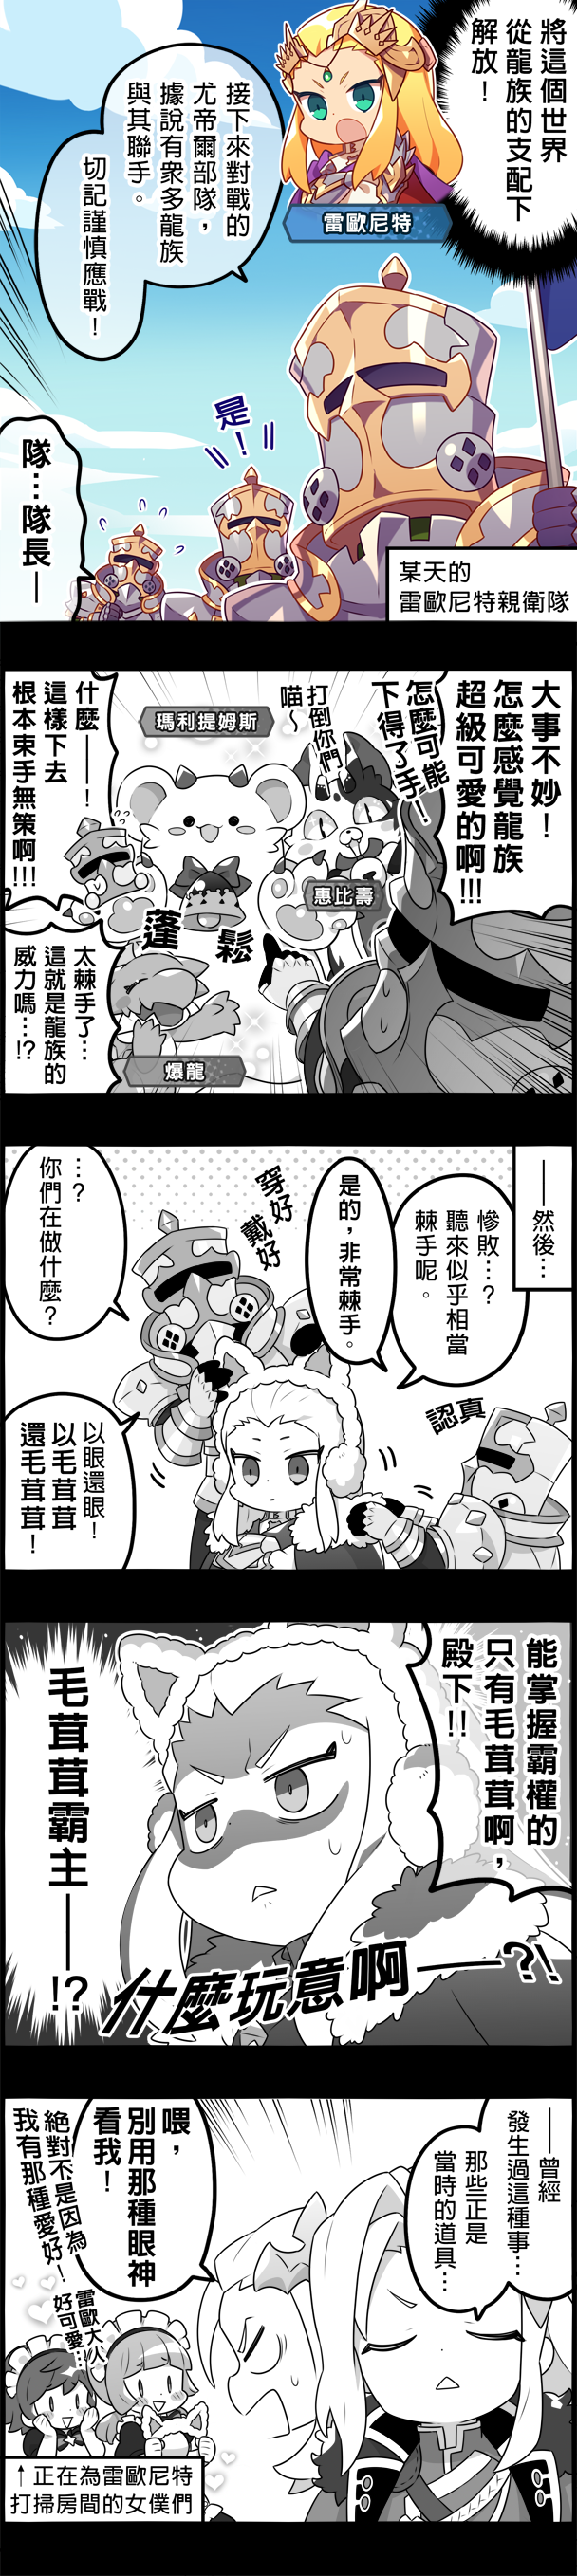 將這個世界
從龍族的支配下
解放！
雷歐尼特
接下來對戰的
尤帝爾部隊，
據說有眾多龍族
與其聯手。
切記謹慎應戰！
是！
隊…隊長—
某天的
雷歐尼特親衛隊
大事不妙！
怎麼感覺龍族
超級可愛的啊!!!
怎麼可能
下得了手！
打倒你們
喵～
瑪利提姆斯
惠比壽
什麼——！
這樣下去
根本束手無策啊!!!
蓬鬆
太棘手了…
這就是龍族的
威力嗎…!?
爆龍
——然後…
慘敗…？
聽來似乎相當
棘手呢。
是的，非常棘手。
穿好
戴好
…？
你們在做什麼？
認真
以眼還眼！
以毛茸茸
還毛茸茸！
能掌握霸權的
只有毛茸茸啊，
殿下!!
毛茸茸霸主——!?
什麼玩意啊——?!
——曾經
發生過這種事…
那些正是
當時的道具…
喂，
別用那種眼神
看我！
絕對不是因為
我有那種愛好！
雷歐大人
好可愛…
↑正在為雷歐尼特
打掃房間的女僕們